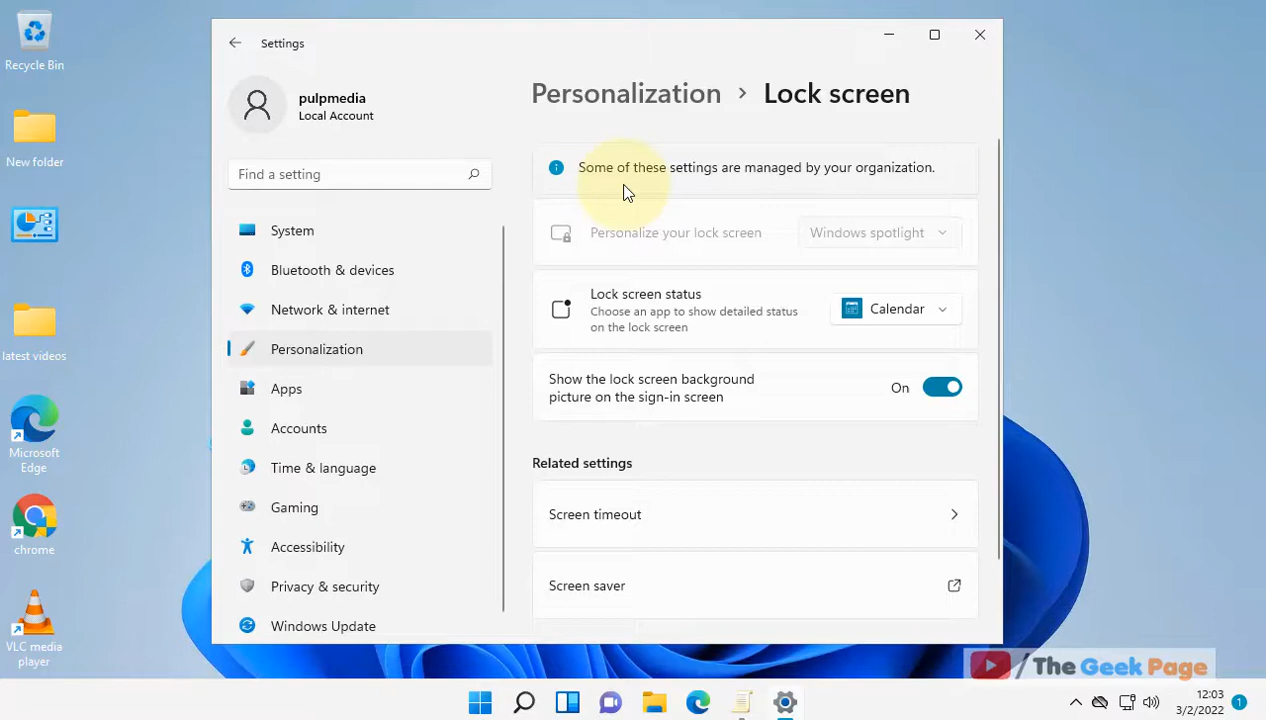 Recycle Bin
New folder
latest videos
Microsoft
Edge
chrome
VLC media
player
Settings
pulpmedia
Local Account
Find a setting
System
Bluetooth & devices
Network & internet
Personalization
Apps
Accounts
Time & language
Gaming
Accessibility
Privacy & security
Windows Update
Personalization > Lock screen
Some of these settings are managed by your organization.
Personalize your lock screen Windows spotlight
Lock screen status
Choose an app to show detailed status
on the lock screen
Calendar
Show the lock screen background
picture on the sign-in screen
On
Related settings
Screen timeout
Screen saver
/The Geek Page
12:03
3/2/2022
1